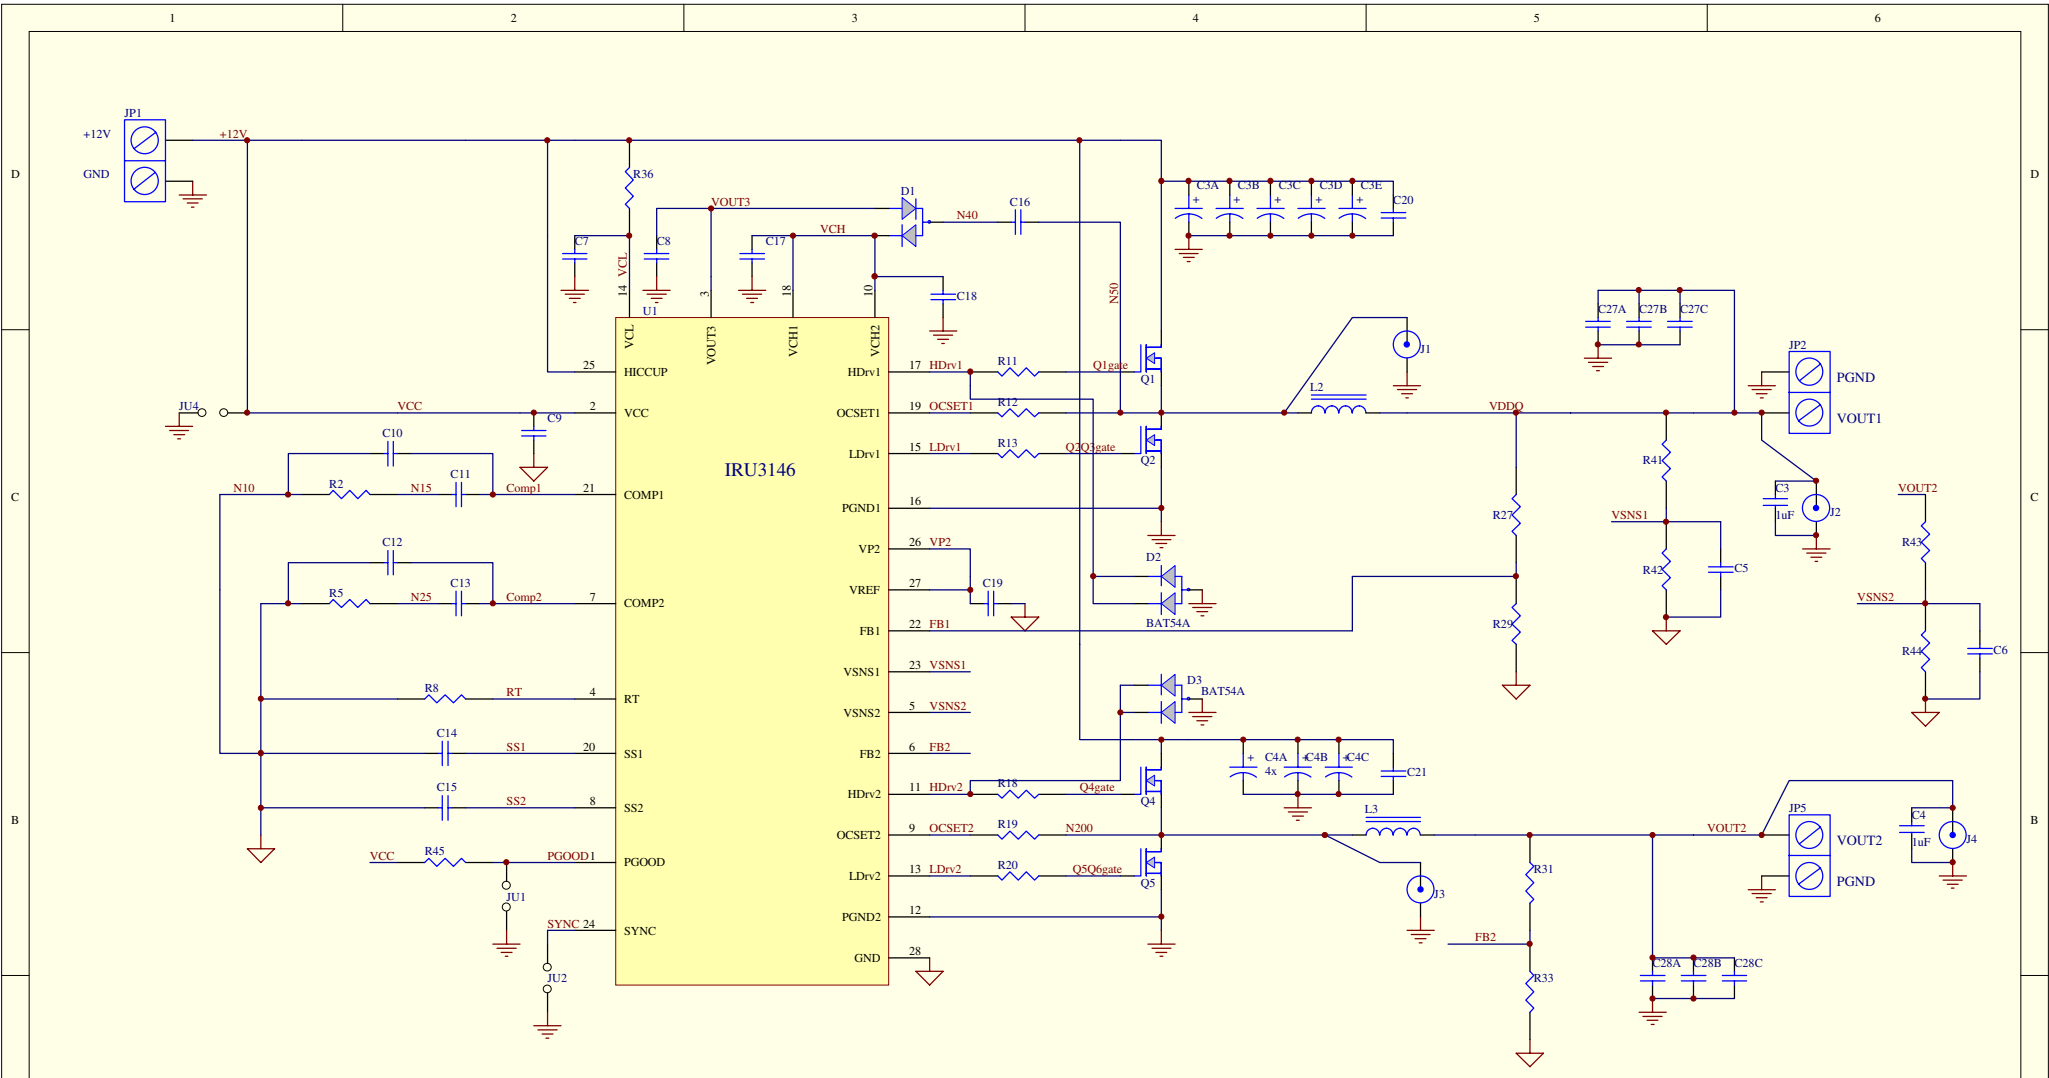 1 2 3 4 5 6
JP1
+12V +12V
D GND R36 D
D1
VOUT3 N40 C16
C3A C3B C3C C3D C3E C20
+ + + + +
C7 C8 C17 VCH
VCL N50
14 3 18 10 C18
U1
VCL VOUT3 VCH1 VCH2
C27A C27B C27C
J1
JP2
25 HICCUP HDrv1 17 HDrv1 R11 Q1gate Q1
PGND
L2
JU4 VCC 2 VCC OCSET1 19 OCSET1 R12 VDDQ VOUT1
C9
C10
LDrv1 15 LDrv1 R13 Q2Q3gate Q2
R41
IRU3146
C N10 R2 N15 C11 Comp1 21 COMP1 C
C3
1uF J2
VOUT2
PGND1 16
R27 VSNS1
C12 VP2 26 VP2
R43
D2
R42 C5
R5 N25 C13 Comp2 7 COMP2
VREF 27 C19
VSNS2
BAT54A
FB1 22 FB1
R29
R44 C6
VSNS1 23 VSNS1
R8 RT 4 RT
D3
BAT54A
VSNS2 5 VSNS2
C14 SS1 20 SS1
FB2 6 FB2
+ C4A +C4B +C4C
4x C21
C15 SS2 8 SS2
HDrv2 11 HDrv2 R18 Q4gate Q4
L3
JP5
C4
1uF J4
B OCSET2 9 OCSET2 R19 N200 VOUT2 VOUT2 B
VCC R45 PGOOD 1 PGOOD
LDrv2 13 LDrv2 R20 Q5Q6gate Q5
R31
J3
PGND
JU1
PGND2 12
SYNC 24 SYNC
FB2
GND 28
JU2
R33
C28A C28B C28C